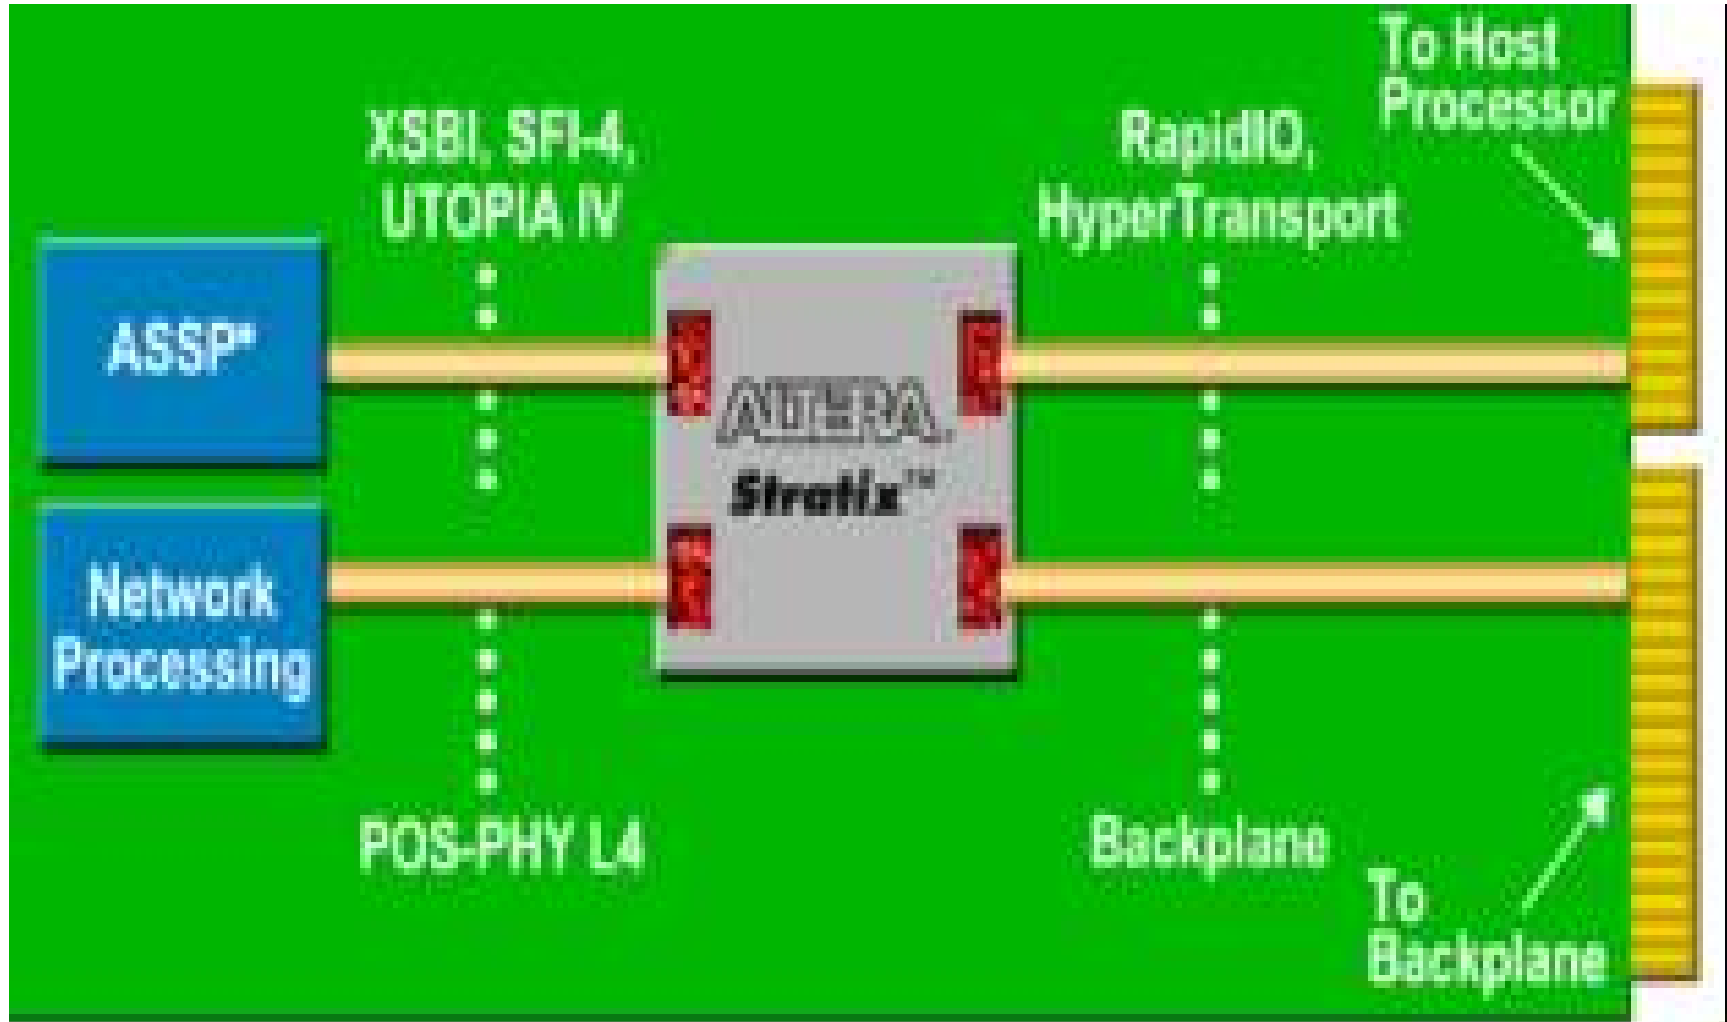 To Host
Processor
XSBI, SFI-4,
UTOPIA IV
RapidIO,
HyperTransport
ASSP*
ALTERA
Stratix™
Network
Processing
POS-PHY L4
Backplane
To
Backplane